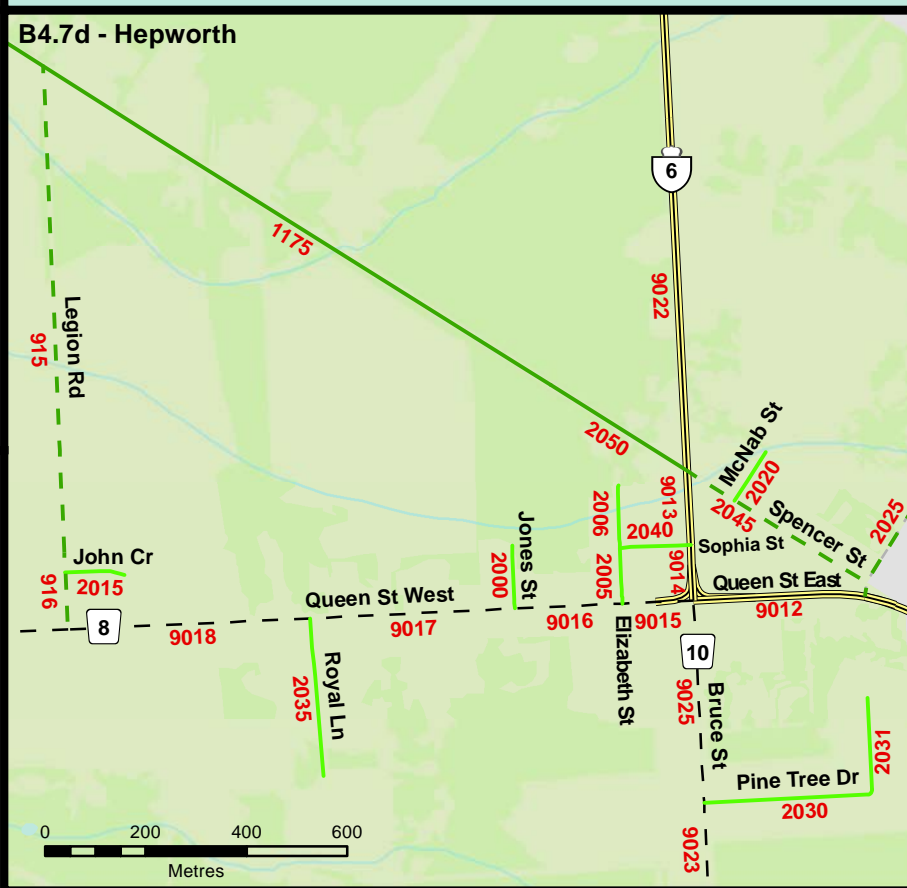 B4.7d - Hepworth
6
1175
9022
Legion Rd
915
2050
McNab St
2020
9013
2045
Spencer St
2025
2006
2040
Sophia St
Jones St
2000
2005
9014
John Cr
2015
916
Queen St West
Queen St East
8
9018
9017
9016
9015
9012
Elizabeth St
10
Royal Ln
2035
9025
Bruce St
2031
Pine Tree Dr
2030
9023
0 200 400 600
Metres